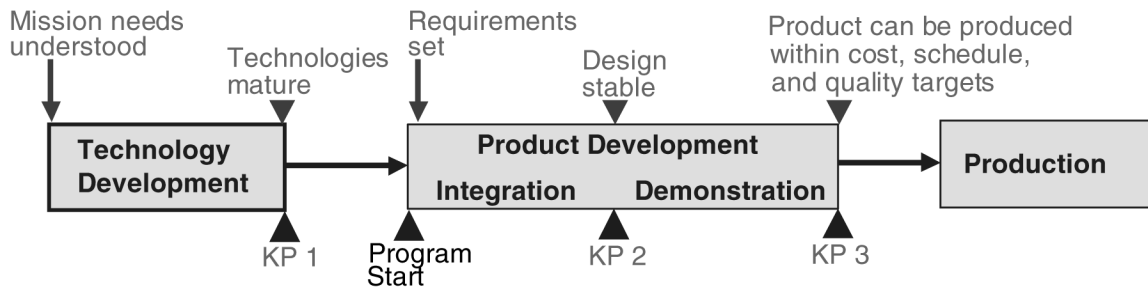 Mission needs
understood
Technologies
mature
Requirements
set
Design
stable
Product can be produced
within cost, schedule,
and quality targets
Technology
Development
Product Development
Integration
Demonstration
Production
KP 1
Program
Start
KP 2
KP 3